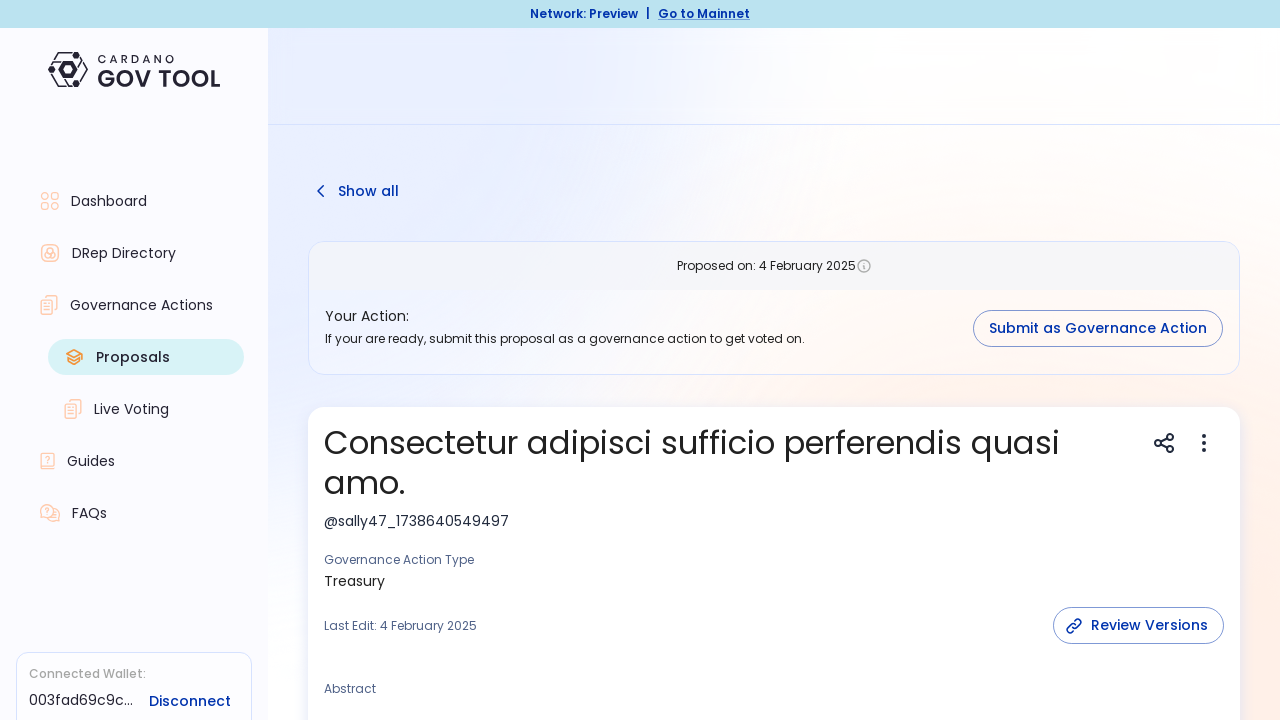 Network: Preview | Go to Mainnet
CARDANO
GOV TOOL
Dashboard
DRep Directory
Governance Actions
Proposals
Live Voting
Guides
FAQs
Connected Wallet:
003fad69c9c... Disconnect
Show all
Proposed on: 4 February 2025
Your Action:
If your are ready, submit this proposal as a governance action to get voted on.
Submit as Governance Action
Consectetur adipisci sufficio perferendis quasi
amo.
@sally47_1738640549497
Governance Action Type
Treasury
Last Edit: 4 February 2025
Review Versions
Abstract